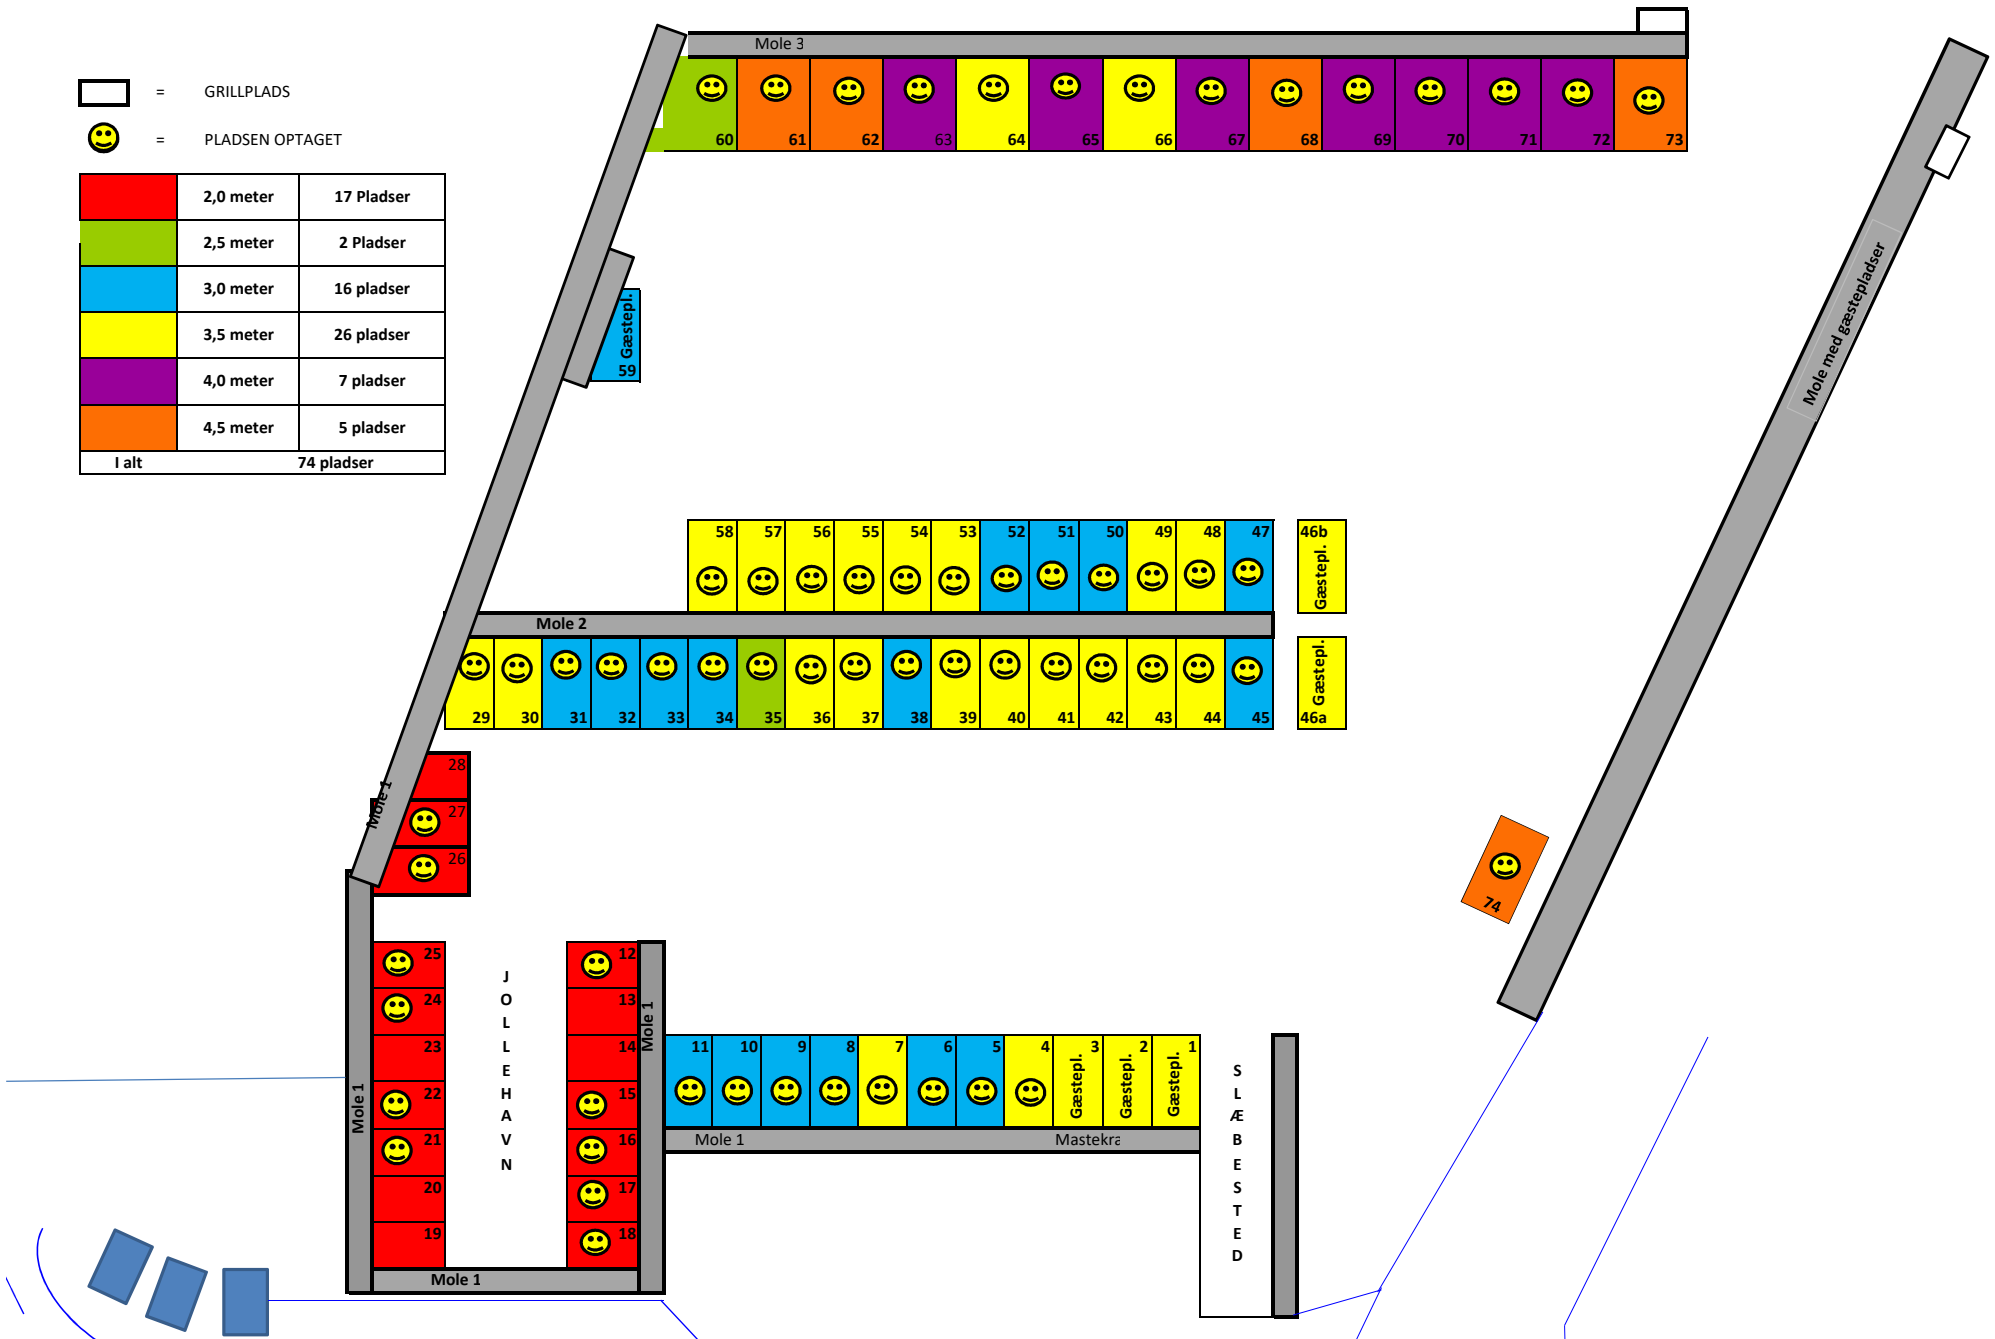 Mole 3
= GRILLPLADS
= PLADSEN OPTAGET
60 61 62 63 64 65 66 67 68 69 70 71 72 73
2,0 meter 17 Pladser
2,5 meter 2 Pladser
3,0 meter 16 pladser
3,5 meter 26 pladser
4,0 meter 7 pladser
4,5 meter 5 pladser
I alt 74 pladser
Gæstepl.
59
Mole med gæstepladser
58 57 56 55 54 53 52 51 50 49 48 47 46b
Gæstepl.
Mole 2
Gæstepl.
29 30 31 32 33 34 35 36 37 38 39 40 41 42 43 44 45 46a
Mole 1
28
27
26
74
25
24
23
22
21
20
19
JOLLEHAVN
12
13
14
15
16
17
18
Mole 1
Mole 1
Mole 1
11 10 9 8 7 6 5 4 3 2 1
Gæstepl. Gæstepl. Gæstepl.
Mole 1 Mastekra
SLÆBESTED